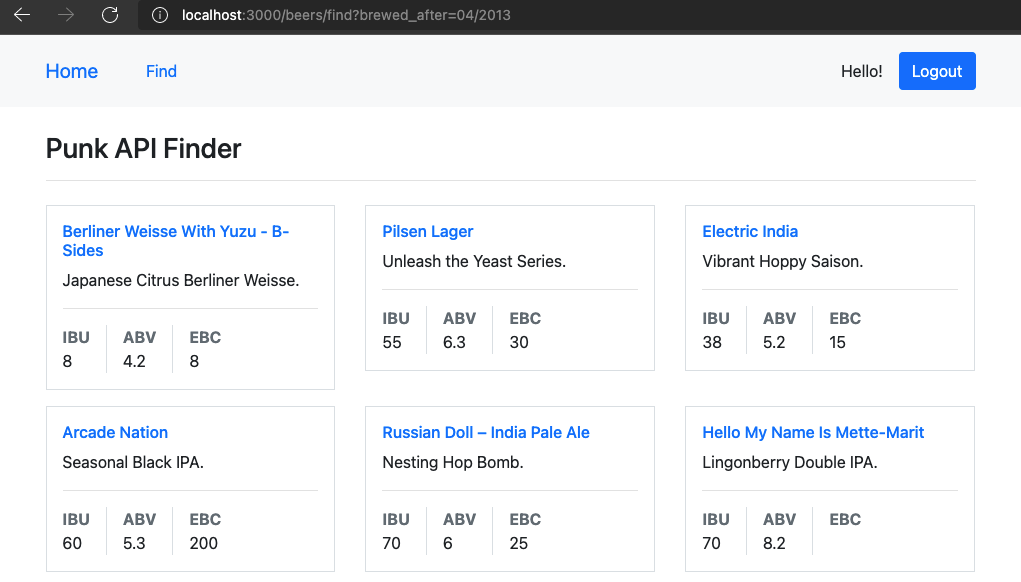 localhost:3000/beers/find?brewed_after=04/2013
Home Find Hello! Logout
Punk API Finder
Berliner Weisse With Yuzu - B-
Sides
Japanese Citrus Berliner Weisse.
IBU ABV EBC
8 4.2 8
Pilsen Lager
Unleash the Yeast Series.
IBU ABV EBC
55 6.3 30
Electric India
Vibrant Hoppy Saison.
IBU ABV EBC
38 5.2 15
Arcade Nation
Seasonal Black IPA.
IBU ABV EBC
60 5.3 200
Russian Doll – India Pale Ale
Nesting Hop Bomb.
IBU ABV EBC
70 6 25
Hello My Name Is Mette-Marit
Lingonberry Double IPA.
IBU ABV EBC
70 8.2